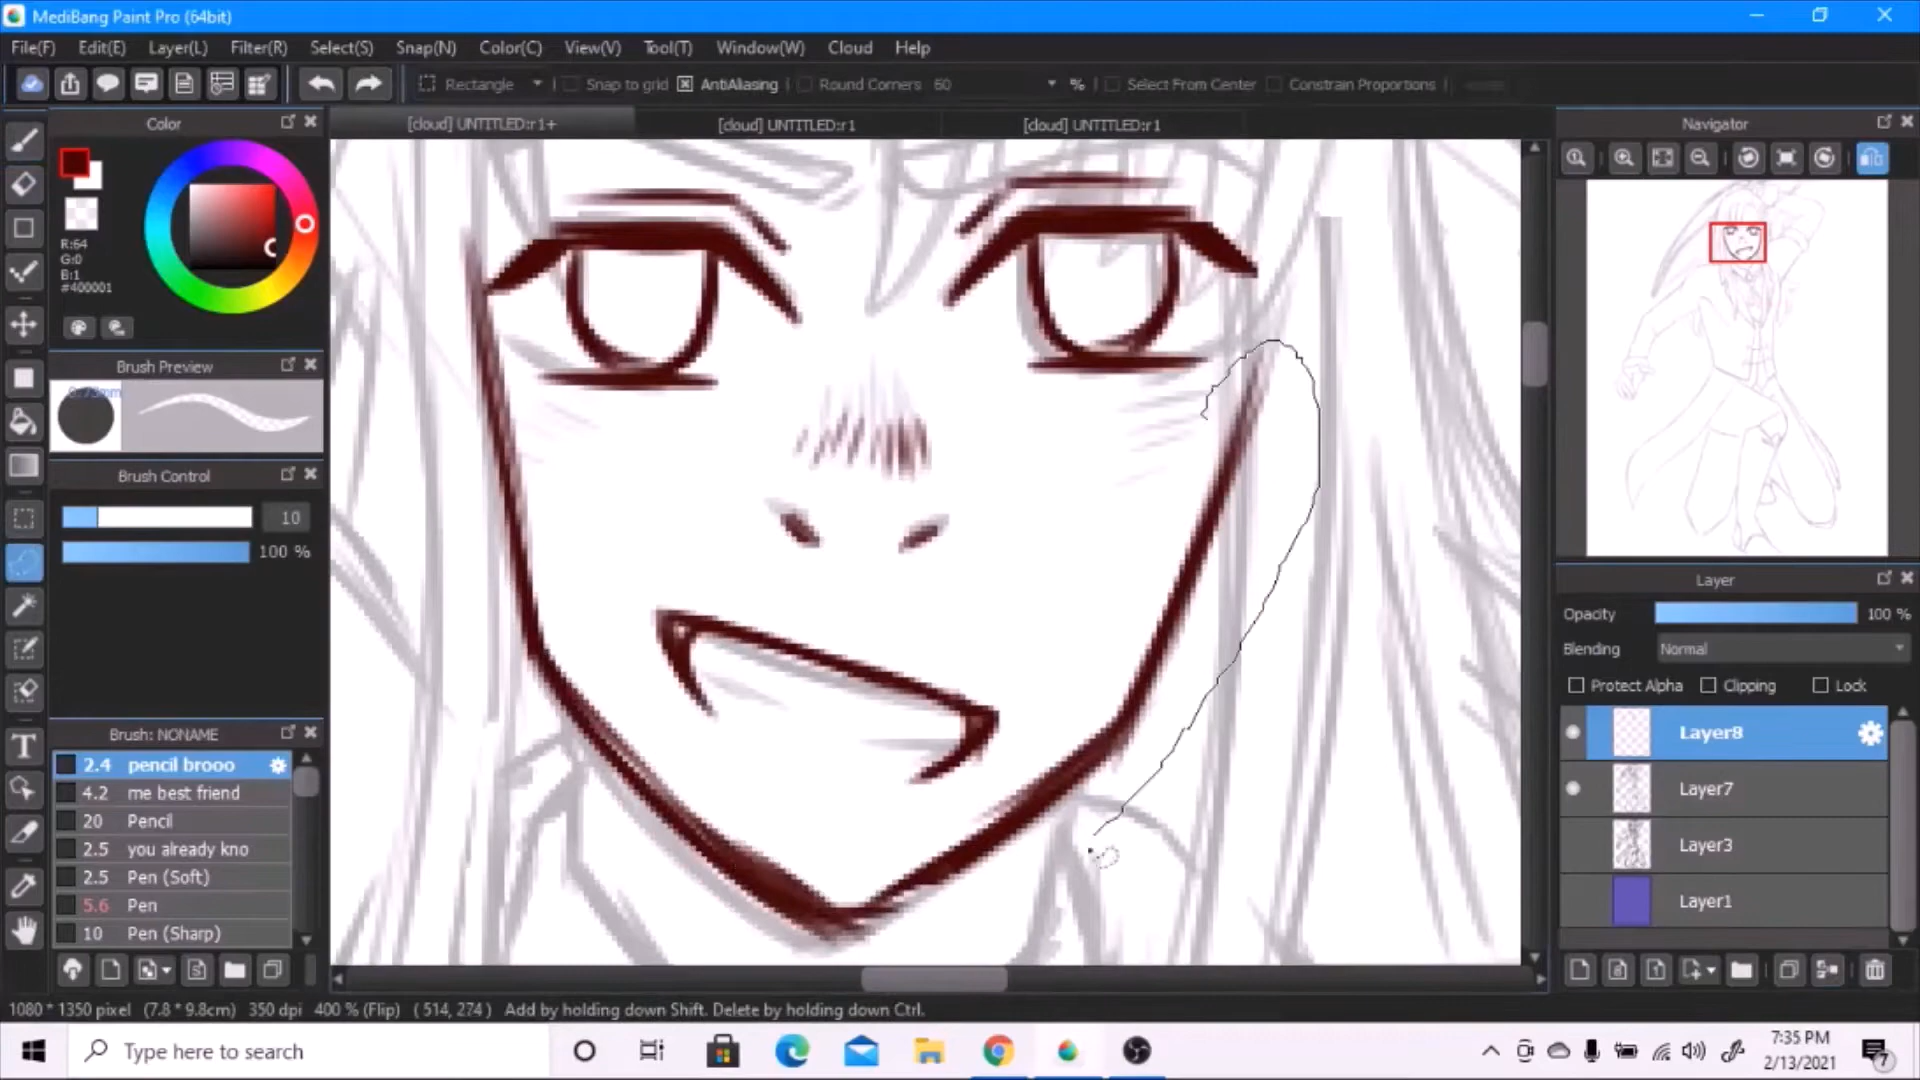 MediBang Paint Pro (64bit)
File(F) Edit(E) Layer(L) Filter(R) Select(S) Snap(N) Color(C) View(V) Tool(T) Window(W) Cloud Help
Rectangle Snap to grid AntiAliasing Round Corners 60 % Select From Center Constrain Proportions
Color
[cloud] UNTITLED:r1+ [cloud] UNTITLED:r1 [cloud] UNTITLED:r1
Navigator
R:64
G:0
B:1
#400001
Brush Preview
0.73mm
Brush Control
10
100 %
Brush: NONAME
2.4 pencil brooo
4.2 me best friend
20 Pencil
2.5 you already kno
2.5 Pen (Soft)
5.6 Pen
10 Pen (Sharp)
Layer
Opacity 100 %
Blending Normal
Protect Alpha Clipping Lock
Layer8
Layer7
Layer3
Layer1
1080 * 1350 pixel (7.8 * 9.8cm) 350 dpi 400 % (Flip) ( 514, 274 ) Add by holding down Shift. Delete by holding down Ctrl.
Type here to search
7:35 PM
2/13/2021
7